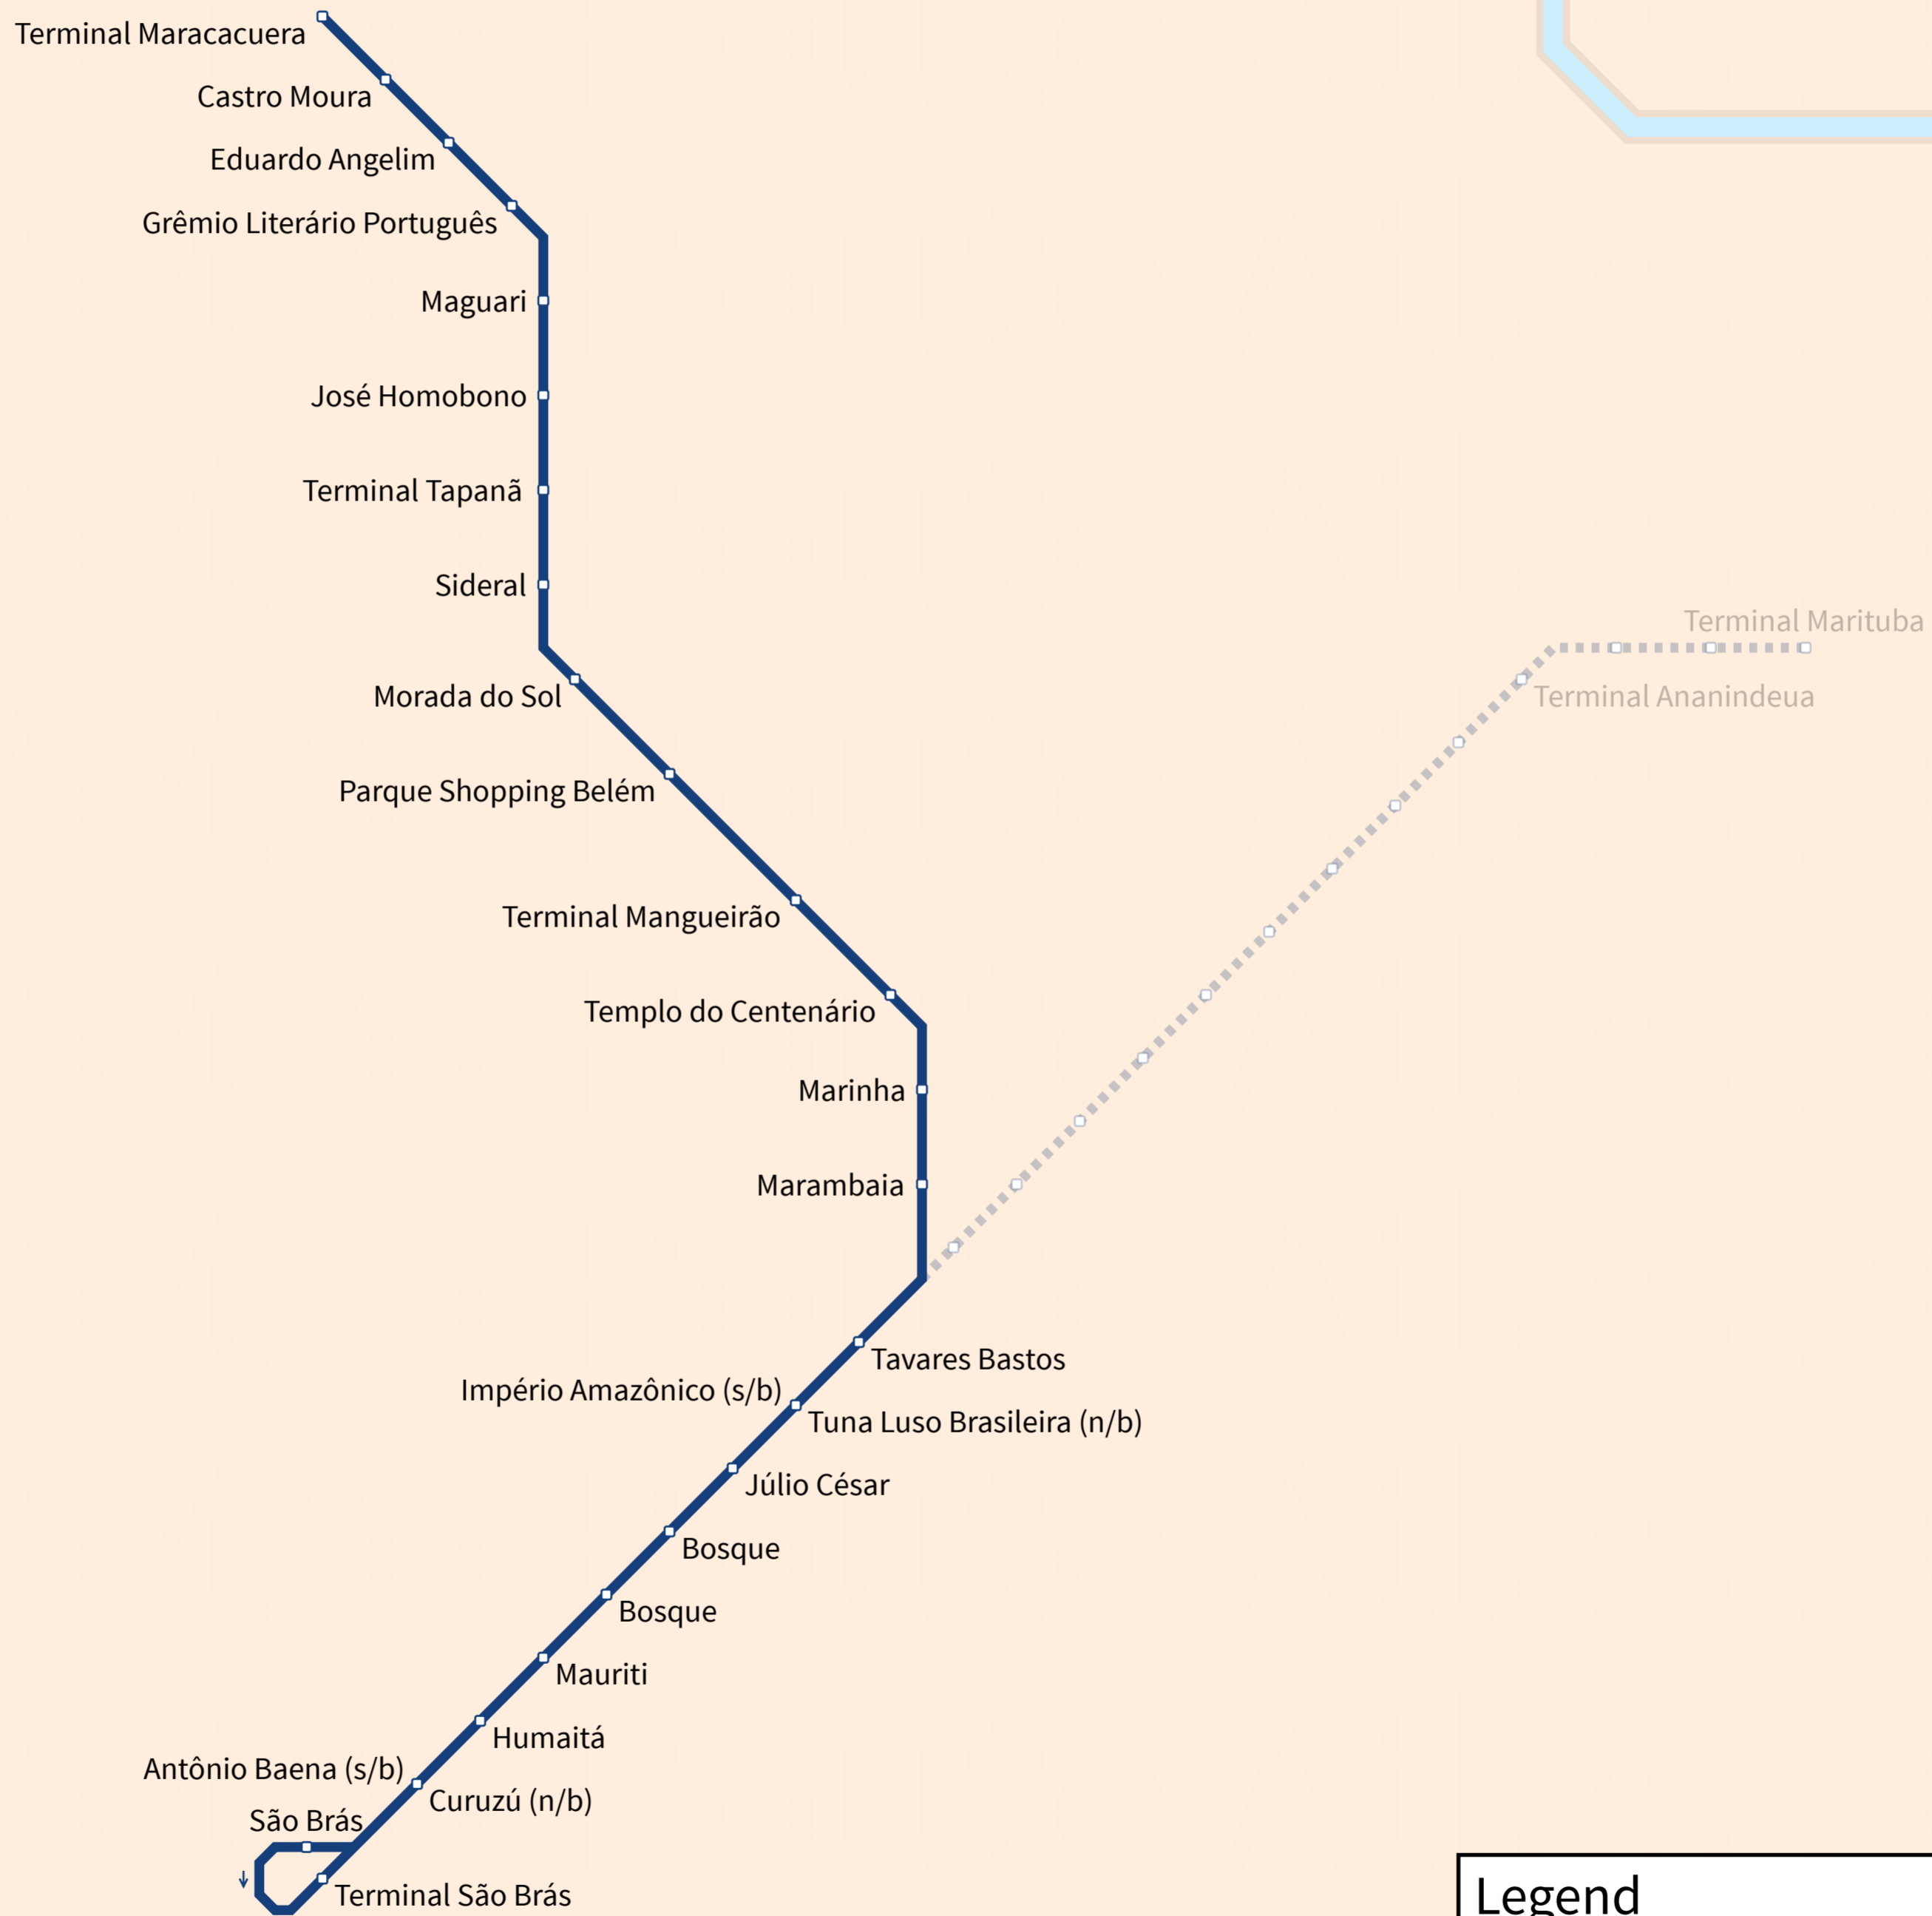 Terminal Maracacuera
Castro Moura
Eduardo Angelim
Grêmio Literário Português
Maguari
José Homobono
Terminal Tapanã
Sideral
Terminal Marituba
Morada do Sol
Terminal Ananindeua
Parque Shopping Belém
Terminal Mangueirão
Templo do Centenário
Marinha
Marambaia
Tavares Bastos
Império Amazônico (s/b)
Tuna Luso Brasileira (n/b)
Júlio César
Bosque
Bosque
Mauriti
Humaitá
Antônio Baena (s/b)
Curuzú (n/b)
São Brás
Terminal São Brás
Legend